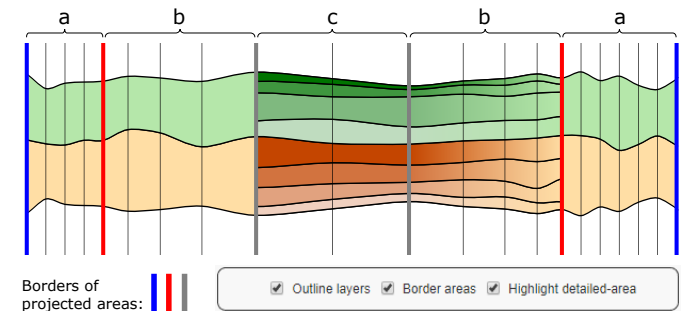 a b c b a
Borders of
projected areas:
Outline layers Border areas Highlight detailed-area